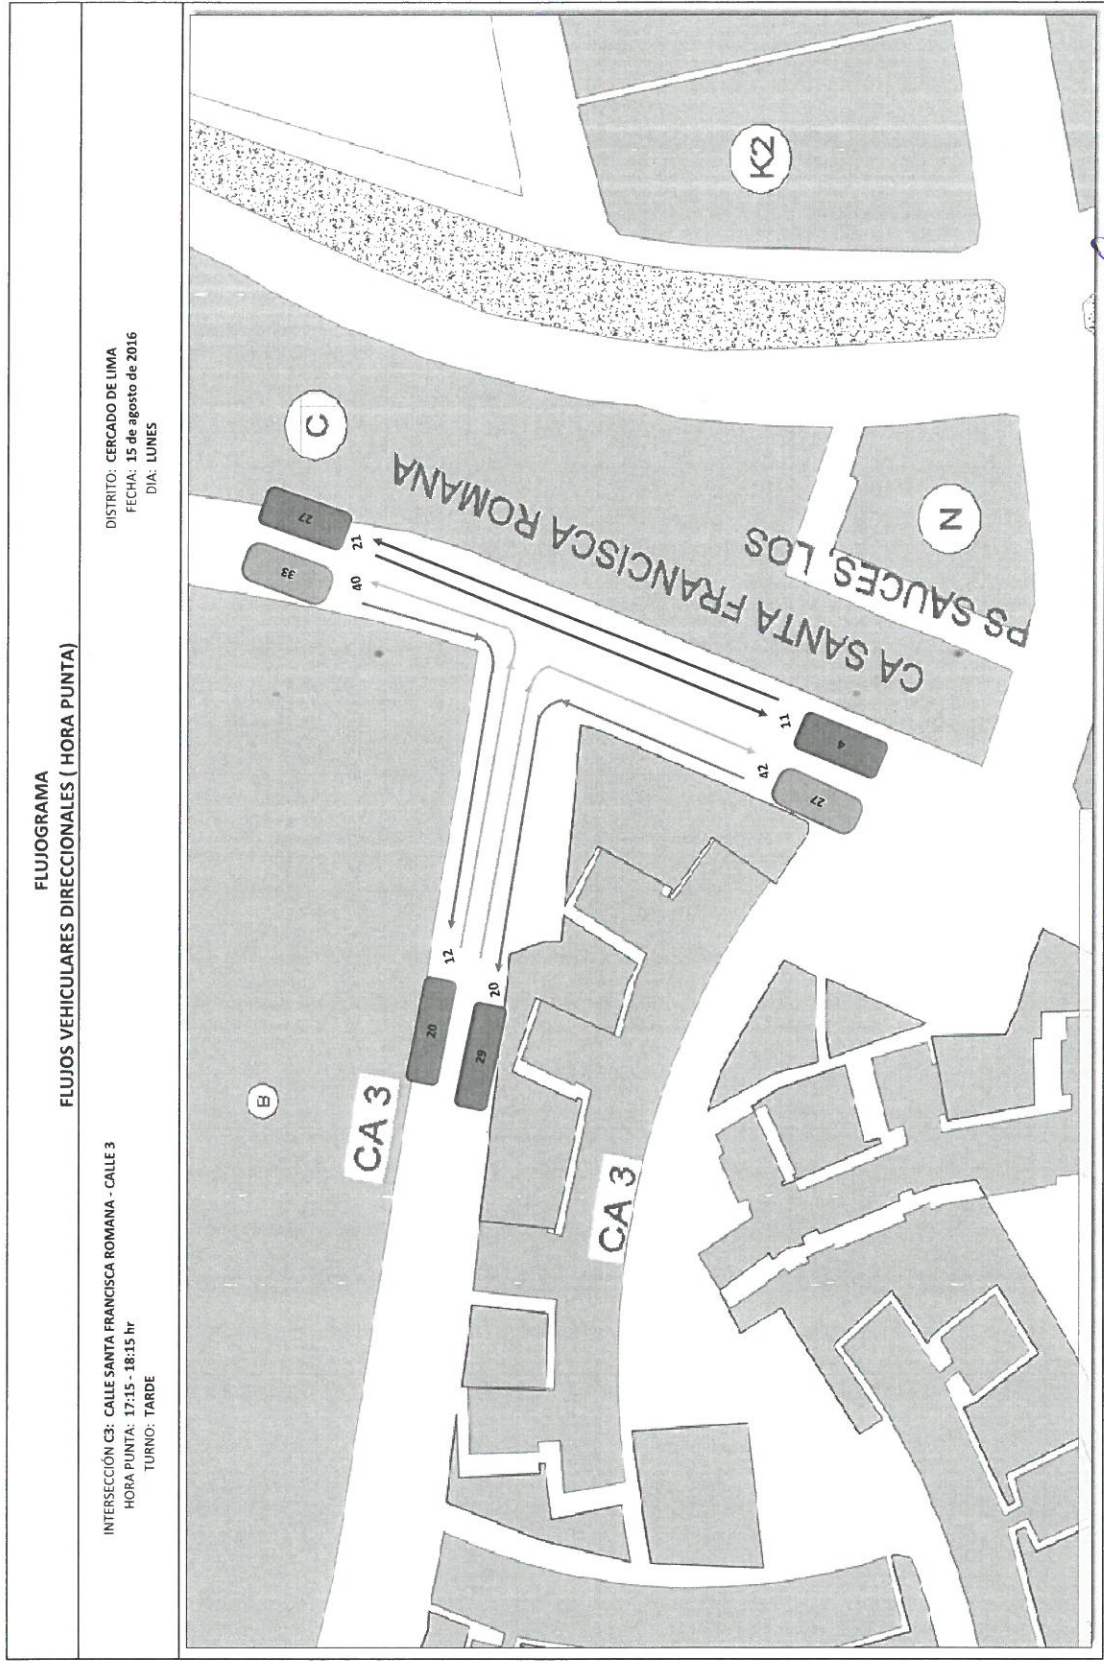 FLUJOGRAMA
FLUJOS VEHICULARES DIRECCIONALES ( HORA PUNTA)
INTERSECCIÓN C3: CALLE SANTA FRANCISCA ROMANA - CALLE 3
HORA PUNTA: 17:15 - 18:15 hr
TURNO: TARDE
DISTRITO: CERCADO DE LIMA
FECHA: 15 de agosto de 2016
DIA: LUNES
B
C
K2
N
CA 3
CA 3
CA SANTA FRANCISCA ROMANA
PS SAUCES, LOS
33
27
40
21
12
20
20
29
11
4
42
27